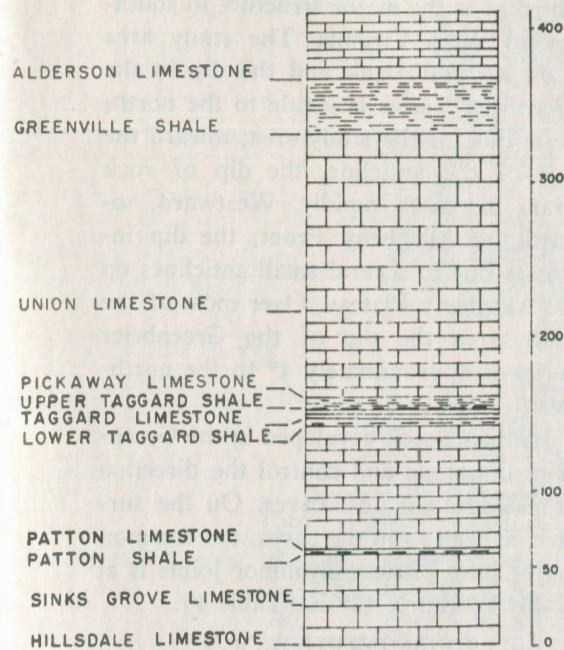 400
ALDERSON LIMESTONE
GREENVILLE SHALE
300
UNION LIMESTONE
200
PICKAWAY LIMESTONE
UPPER TAGGARD SHALE
TAGGARD LIMESTONE
LOWER TAGGARD SHALE
100
PATTON LIMESTONE
PATTON SHALE
50
SINKS GROVE LIMESTONE
HILLSDALE LIMESTONE
0